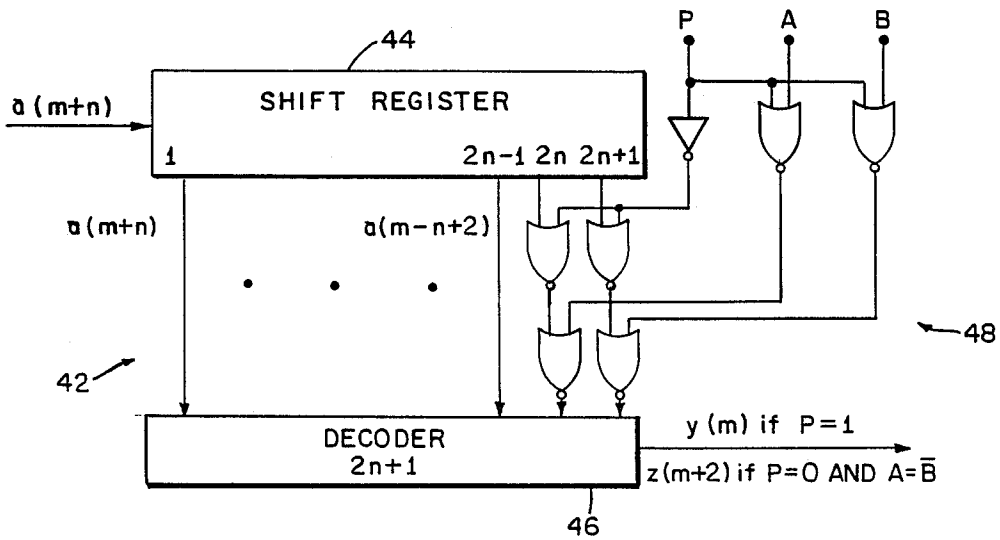 P A B
44
a(m+n)
SHIFT REGISTER
1 2n-1 2n 2n+1
a(m+n)
a(m-n+2)
42
48
DECODER
2n+1
y(m) if P=1
z(m+2) if P=0 AND A=B̅
46